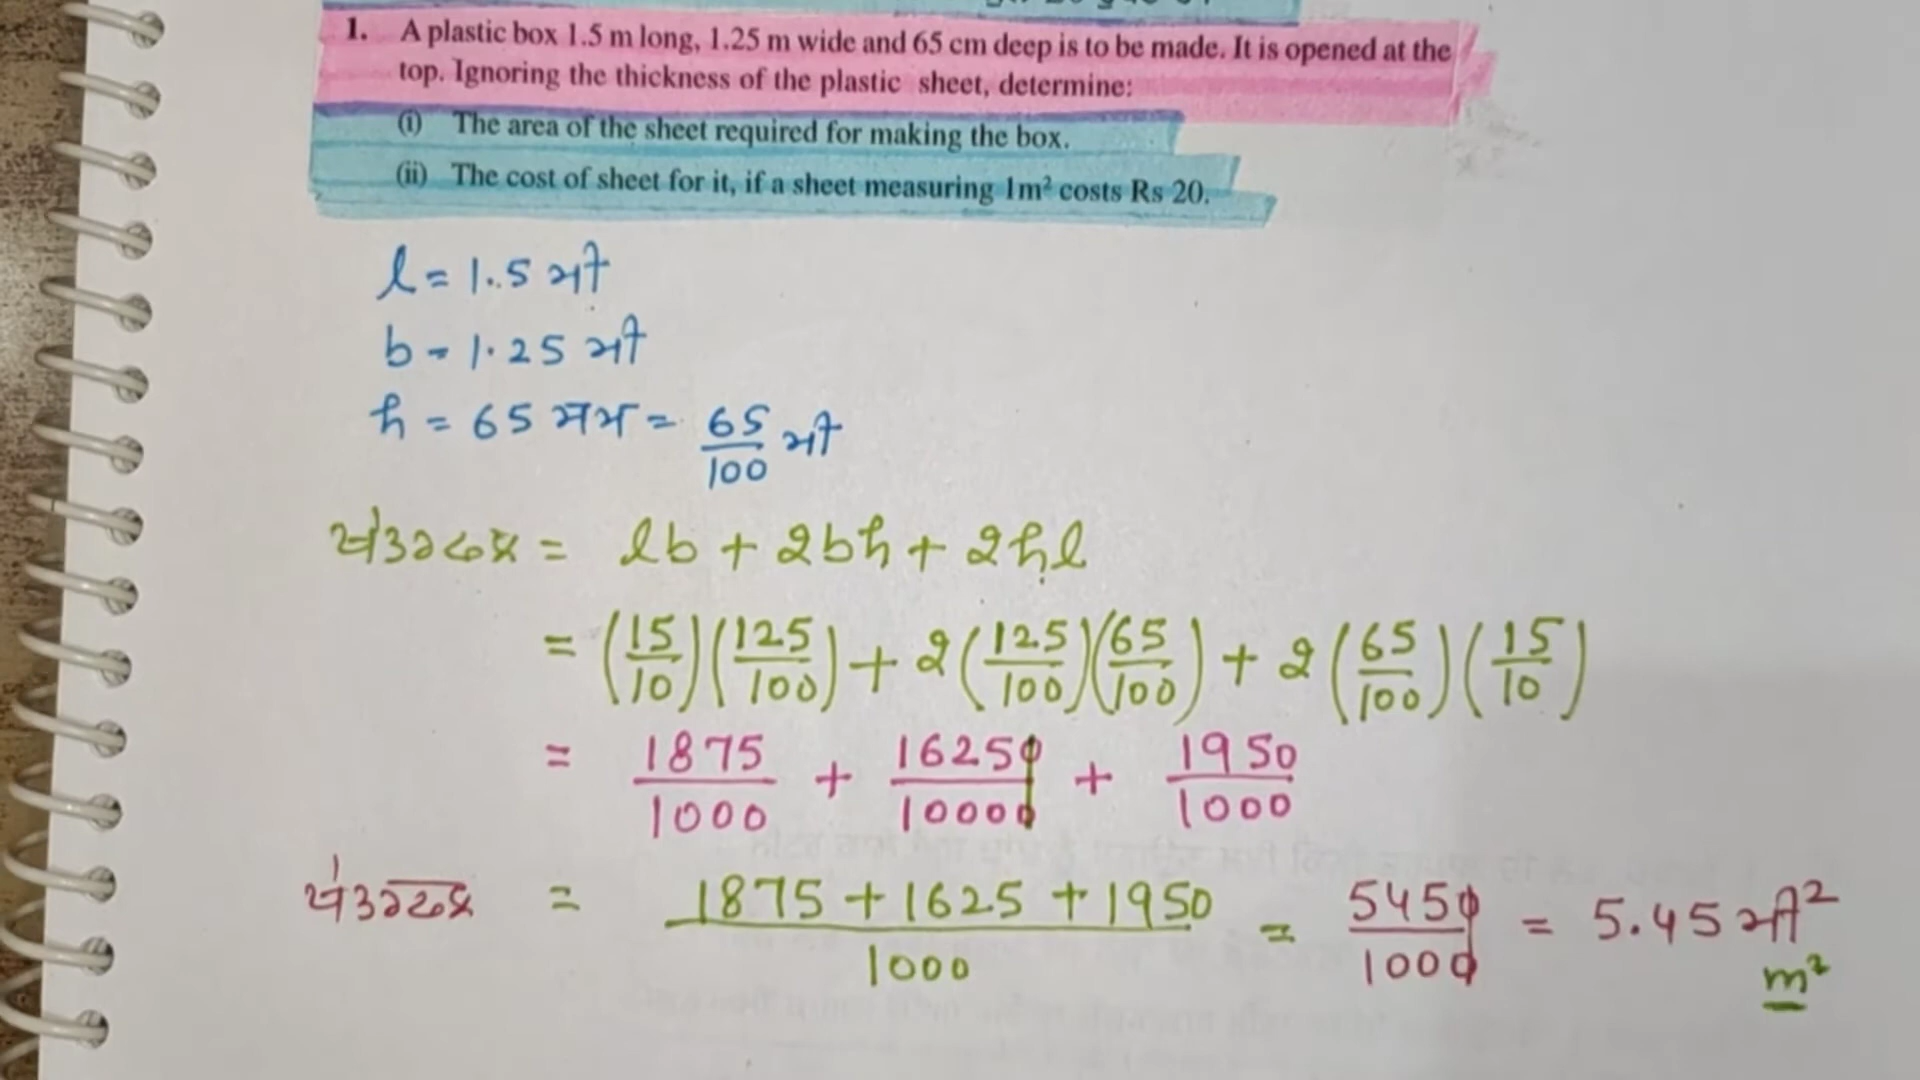 1. A plastic box 1.5 m long, 1.25 m wide and 65 cm deep is to be made. It is opened at the
top. Ignoring the thickness of the plastic sheet, determine:
(i) The area of the sheet required for making the box.
(ii) The cost of sheet for it, if a sheet measuring 1m² costs Rs 20.
l = 1.5 मी
b = 1.25 मी
h = 65 = 65/100 मी
= lb + 2bh + 2hl
= (15/10)(125/100) + 2(125/100)(65/100) + 2(65/100)(15/10)
= 1875/1000 + 16250/10000 + 1950/1000
= 1875 + 1625 + 1950/1000 = 5450/1000 = 5.45 मी²
m²